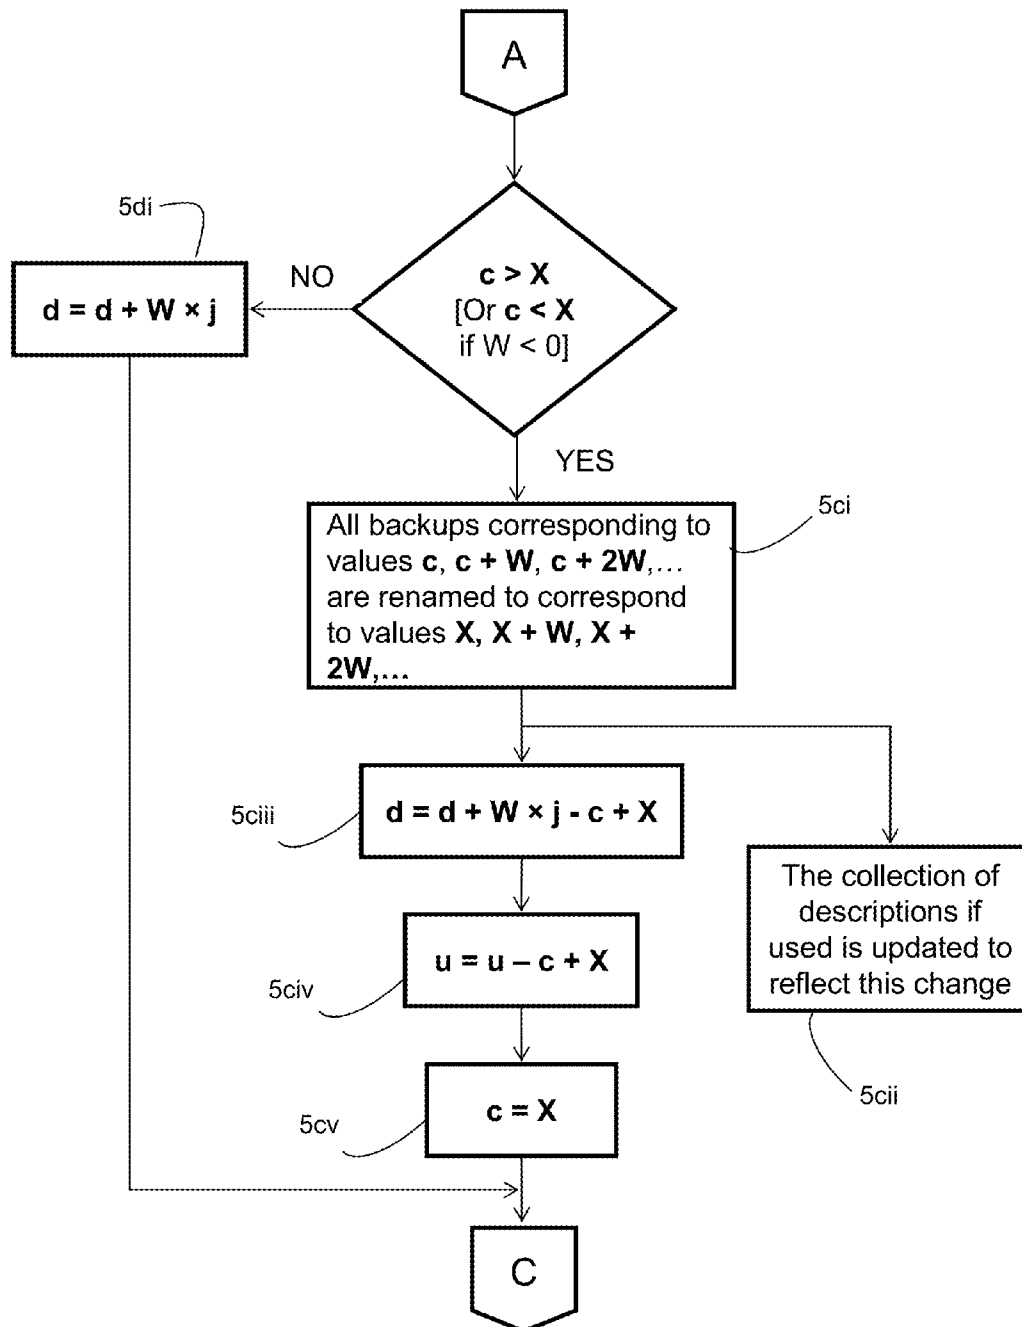 A
5di
NO
c > X
[Or c < X
if W < 0]
d = d + W × j
YES
5ci
All backups corresponding to
values c, c + W, c + 2W,...
are renamed to correspond
to values X, X + W, X +
2W,...
5ciii
d = d + W × j - c + X
The collection of
descriptions if
used is updated to
reflect this change
u = u – c + X
5civ
5cii
c = X
5cv
C